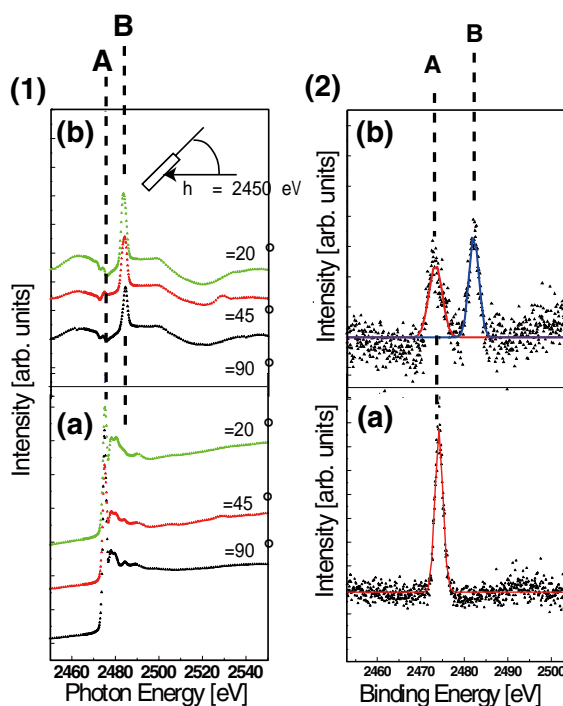 B
A
(1)
(b)
h = 2450 eV
=20
=45
=90
(a)
=20
=45
=90
Intensity [arb. units]
2460 2480 2500 2520 2540
Photon Energy [eV]
B
A
(2)
(b)
Intensity [arb. units]
A
(a)
Intensity [arb. units]
2460 2470 2480 2490 2500
Binding Energy [eV]